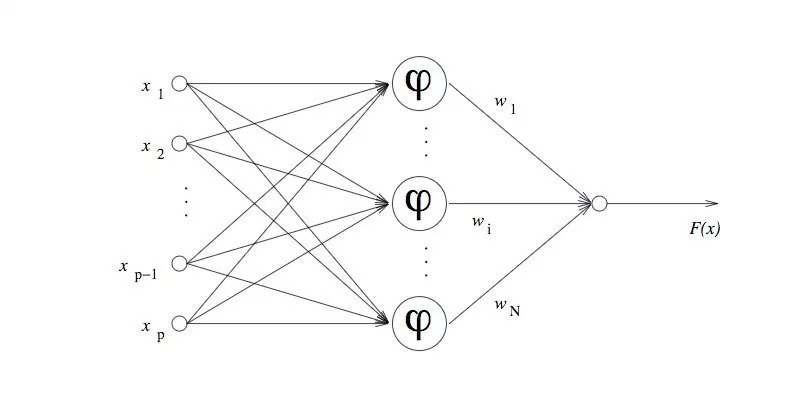 x 1
φ
w 1
x 2
φ
w i
F(x)
x p−1
x p
φ
w N